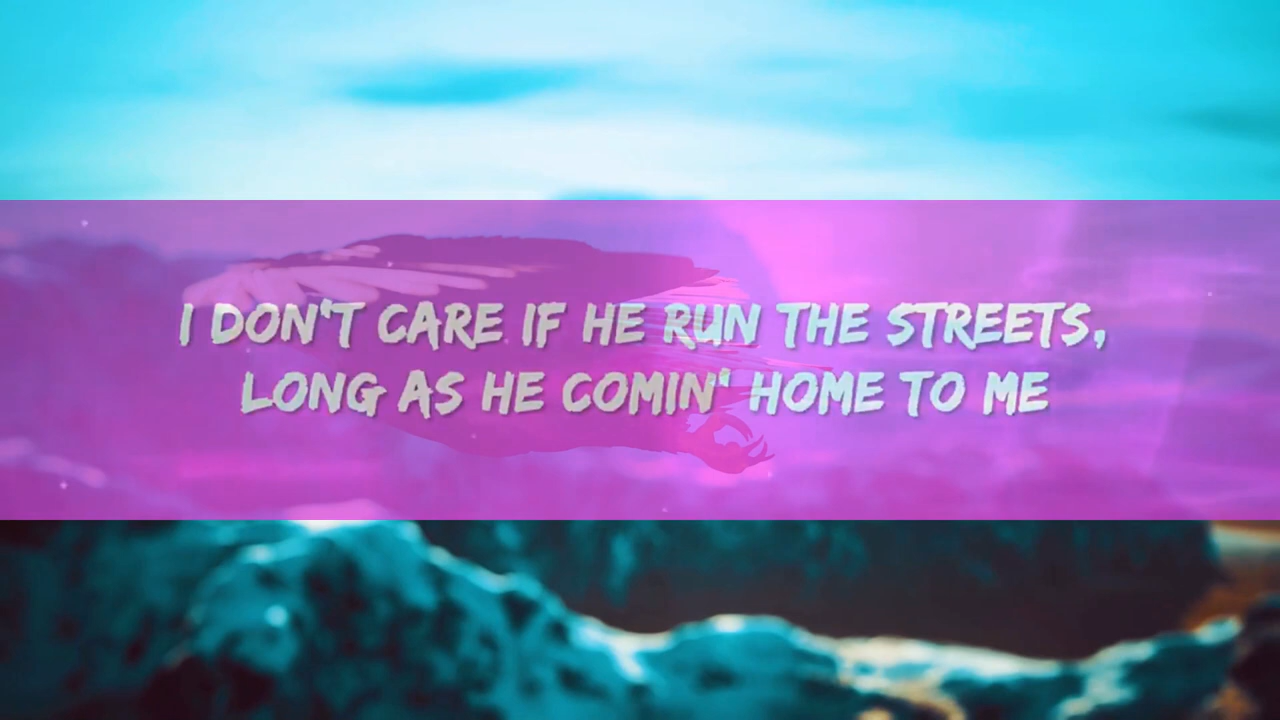 I DON'T CARE IF HE RUN THE STREETS,
LONG AS HE COMIN' HOME TO ME